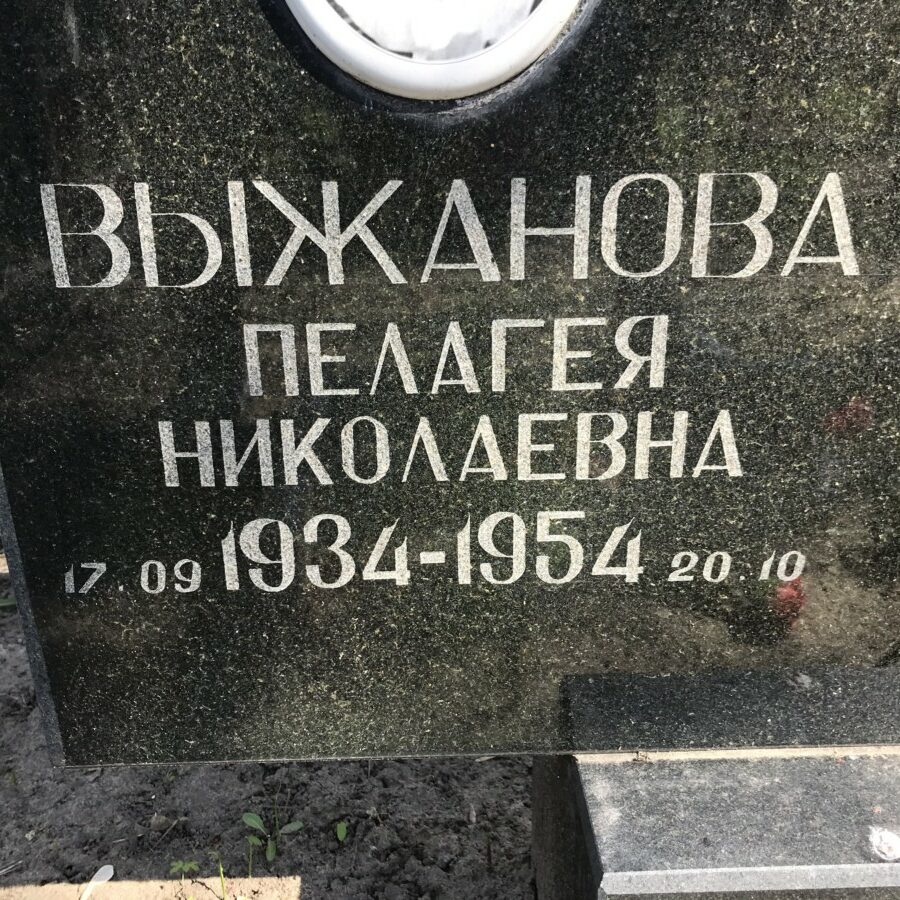 ВЫЖАНОВА
ПЕЛАГЕЯ
НИКОЛАЕВНА
17.09 1934-1954 20.10